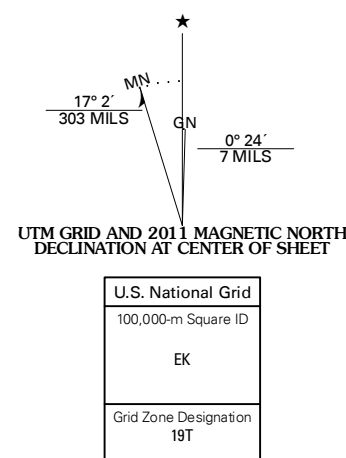 ★
MN
17° 2´
303 MILS
GN
0° 24´
7 MILS
UTM GRID AND 2011 MAGNETIC NORTH
DECLINATION AT CENTER OF SHEET
U.S. National Grid
100,000-m Square ID
EK
Grid Zone Designation
19T